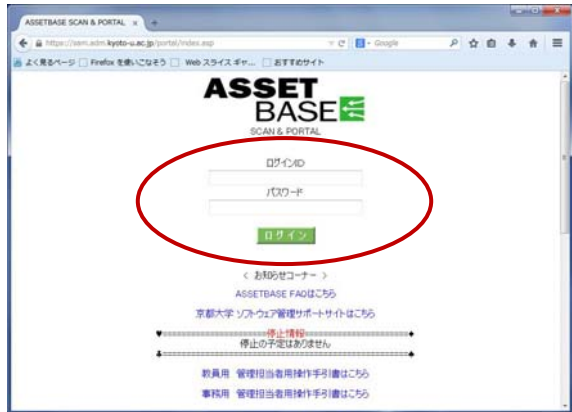 ASSETBASE SCAN & PORTAL
https://sam.adm.kyoto-u.ac.jp/portal/index.asp
Google
よく見るページ Firefox を使いこなそう Web スライス ギャ... おすすめサイト
ASSET
BASE
SCAN & PORTAL
ログインID
パスワード
ログイン
< お知らせコーナー >
ASSETBASE FAQはこちら
京都大学 ソフトウェア管理サポートサイトはこちら
♥==================停止情報==================♠
停止の予定はありません
♣==========================================♠
教員用 管理担当者用操作手引書はこちら
事務用 管理担当者用操作手引書はこちら